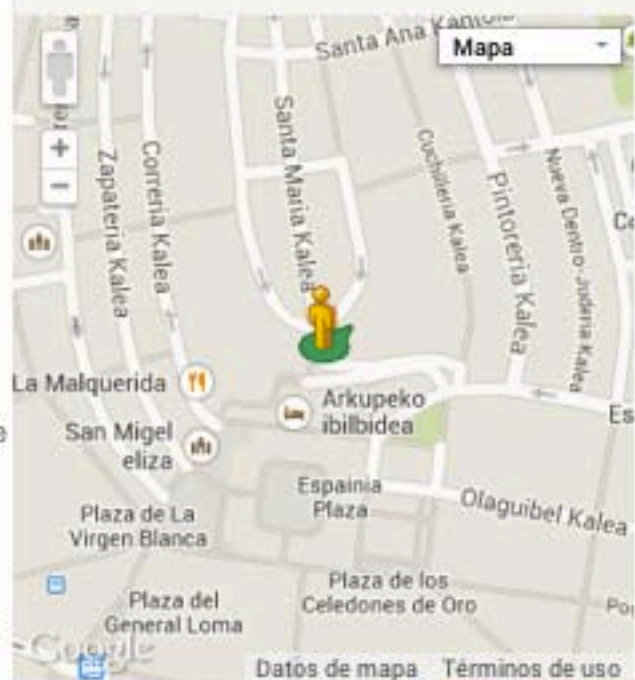 Santa Ana Kantoia
Mapa
+
−
Santa Maria Kalea
Zapateria Kalea
Correria Kalea
Cuchilleria Kalea
Pintoreria Kalea
Nueva Dentro-Juderia Kalea
La Malquerida
Arkupeko
ibilbidea
San Migel
eliza
Espainia
Plaza
Olaguibel Kalea
Plaza de La
Virgen Blanca
Plaza de los
Celedones de Oro
Plaza del
General Loma
Google
Datos de mapa
Términos de uso